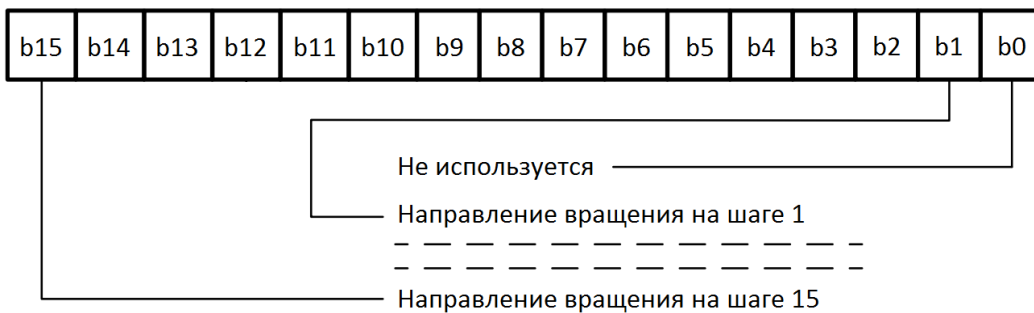 b15 b14 b13 b12 b11 b10 b9 b8 b7 b6 b5 b4 b3 b2 b1 b0
Не используется
Направление вращения на шаге 1
Направление вращения на шаге 15